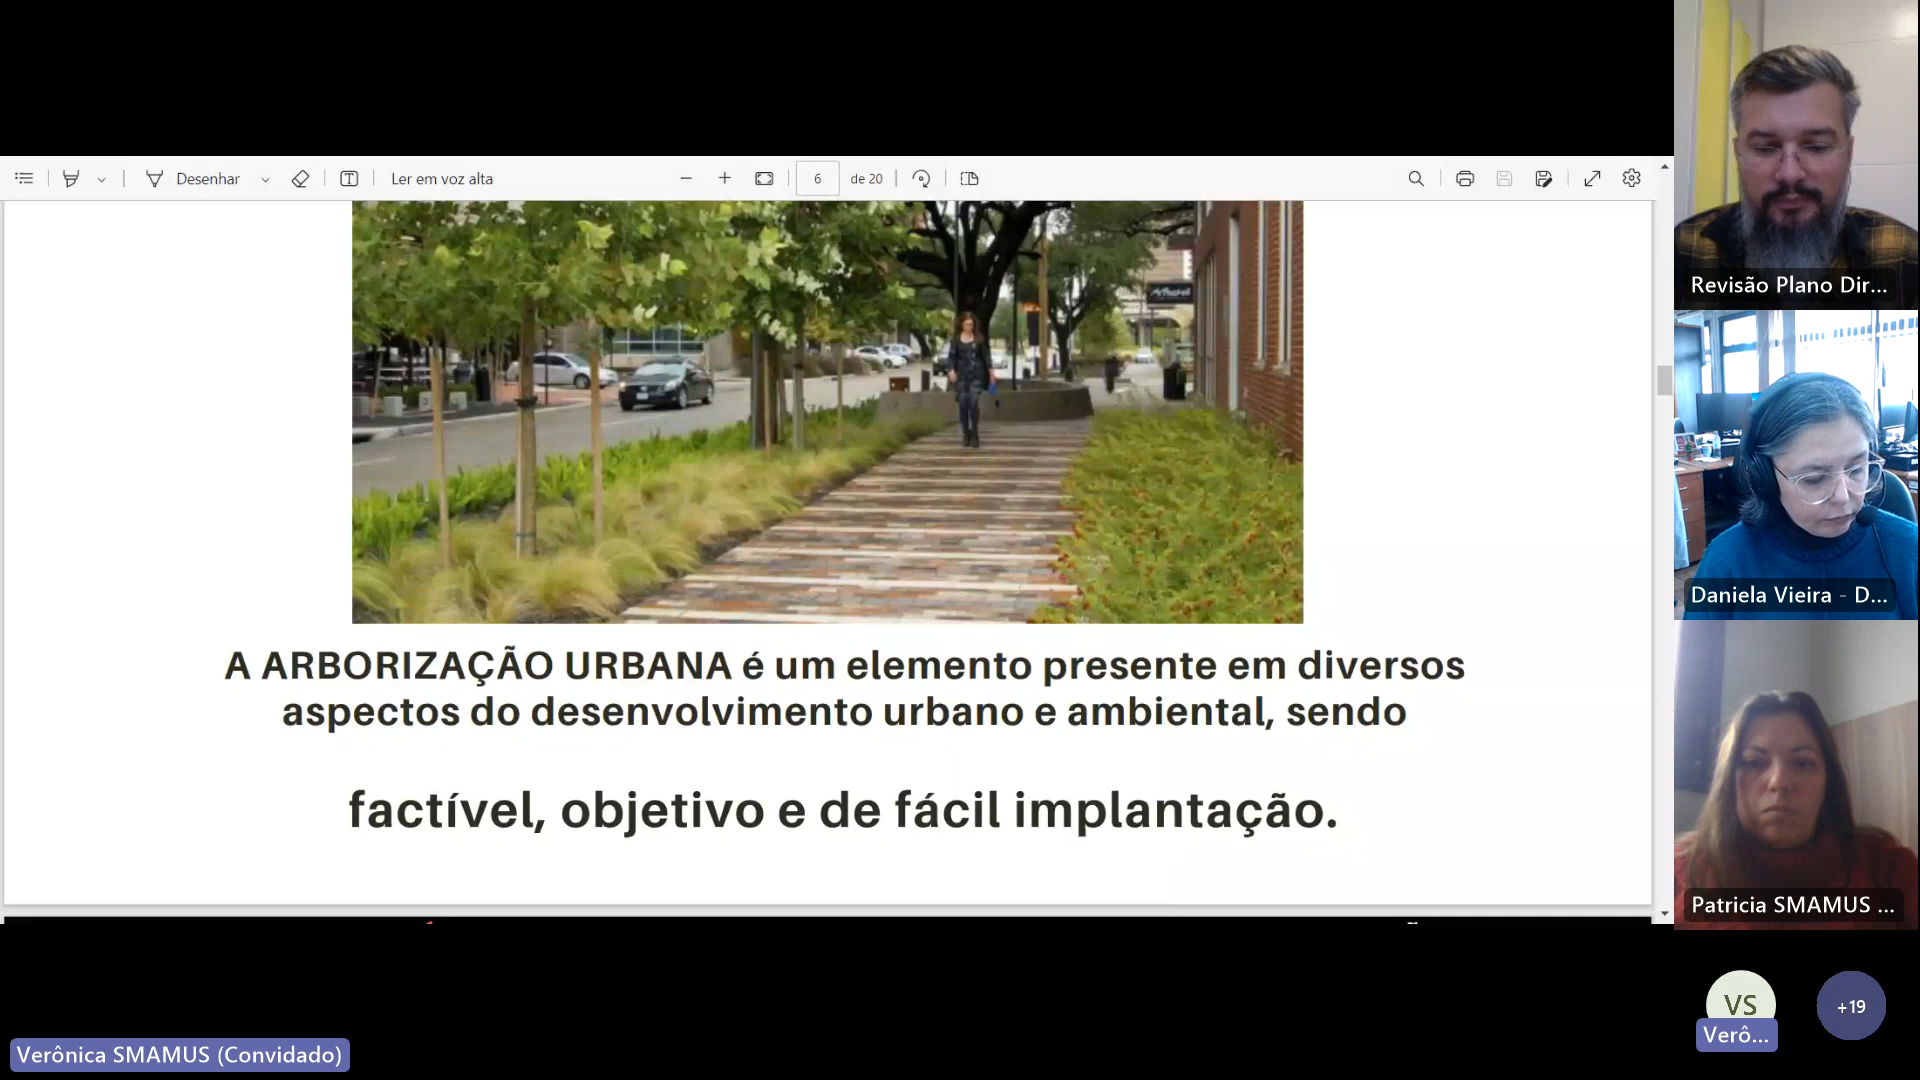 Desenhar
Ler em voz alta
6 de 20
A ARBORIZAÇÃO URBANA é um elemento presente em diversos
aspectos do desenvolvimento urbano e ambiental, sendo
factível, objetivo e de fácil implantação.
Revisão Plano Dir...
Daniela Vieira - D...
Patricia SMAMUS ...
VS
Verô...
+19
Verônica SMAMUS (Convidado)